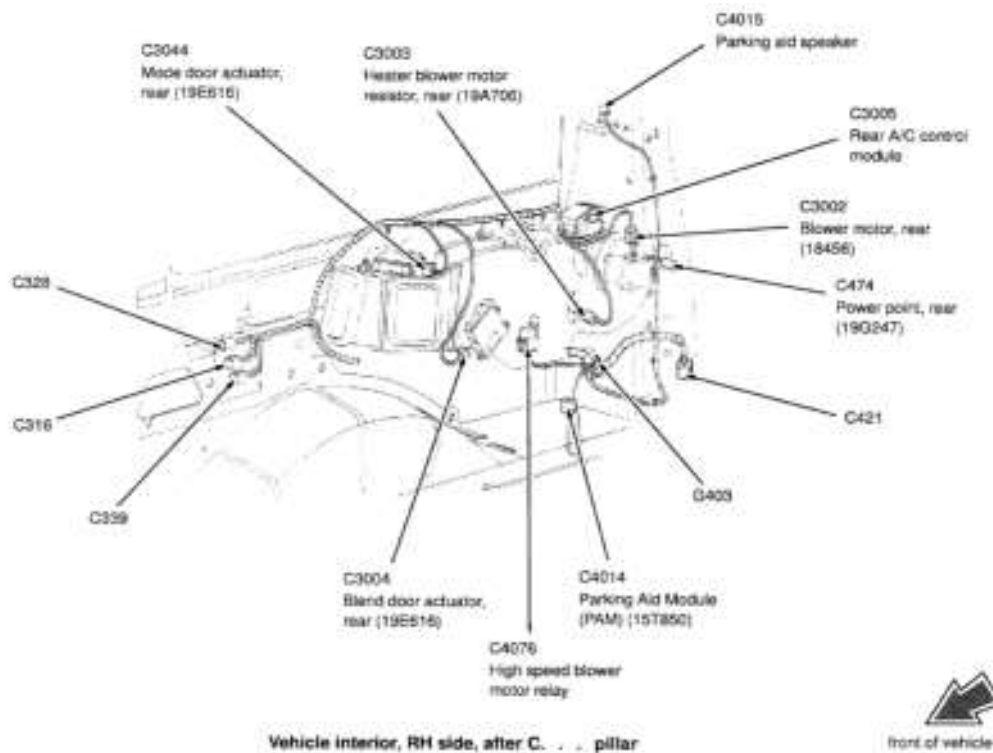 C4015
Parking aid speaker
C3044
Mode door actuator,
rear (19E616)
C3003
Heater blower motor
resistor, rear (19A706)
C3005
Rear A/C control
module
C3002
Blower motor, rear
(18456)
C474
Power point, rear
(19G247)
C328
C316
C421
C339
G403
C3004
Blend door actuator,
rear (19E616)
C4014
Parking Aid Module
(PAM) (15T850)
C4076
High speed blower
motor relay
Vehicle interior, RH side, after C. . . pillar
front of vehicle